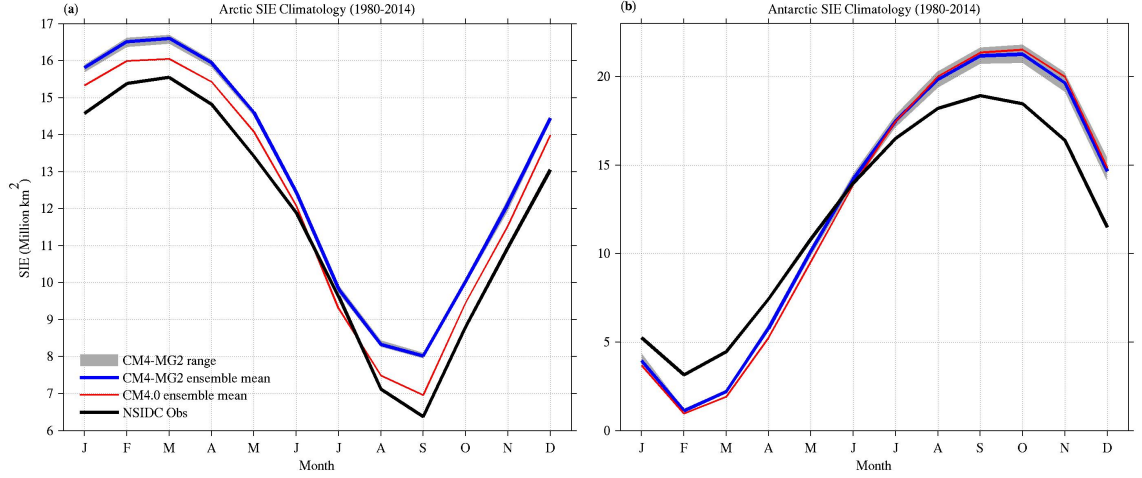 (a) Arctic SIE Climatology (1980-2014)
17
16
15
14
13
12
11
10
9
8
7
6
SIE (Million km2)
CM4-MG2 range
CM4-MG2 ensemble mean
CM4.0 ensemble mean
NSIDC Obs
J F M A M J J A S O N D
Month
(b) Antarctic SIE Climatology (1980-2014)
20
15
10
5
0
J F M A M J J A S O N D
Month